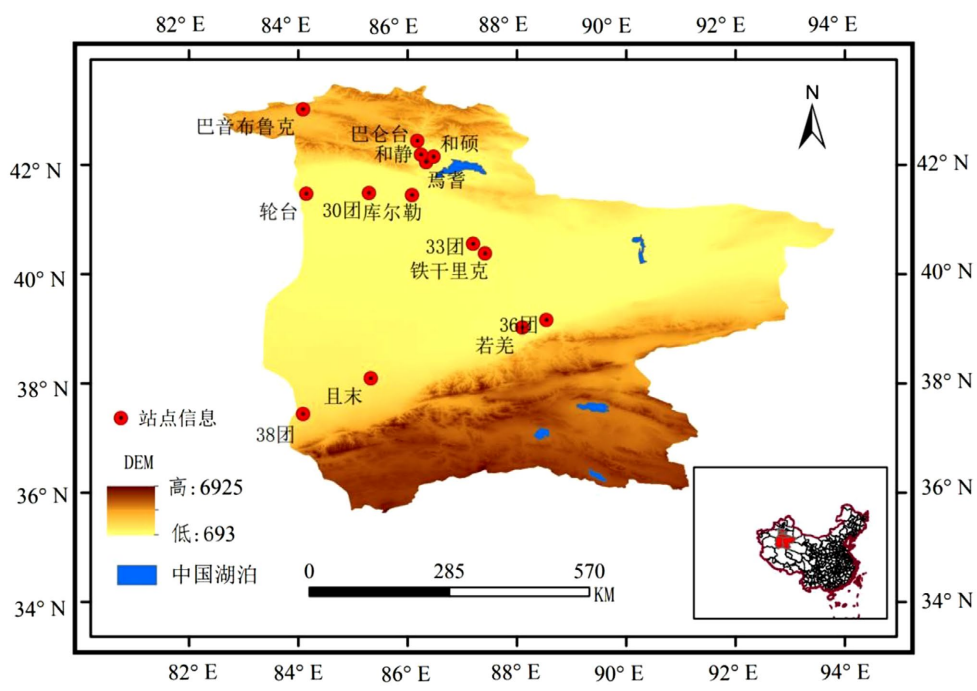 82° E 84° E 86° E 88° E 90° E 92° E 94° E
N
巴音布鲁克
巴仑台
和硕
和静
42° N 42° N
焉耆
轮台
30团
库尔勒
33团
铁干里克
40° N 40° N
36团
若羌
38° N 38° N
且末
站点信息
38团
DEM
高:6925
36° N 36° N
低:693
中国湖泊
0 285 570
KM
34° N 34° N
82° E 84° E 86° E 88° E 90° E 92° E 94° E